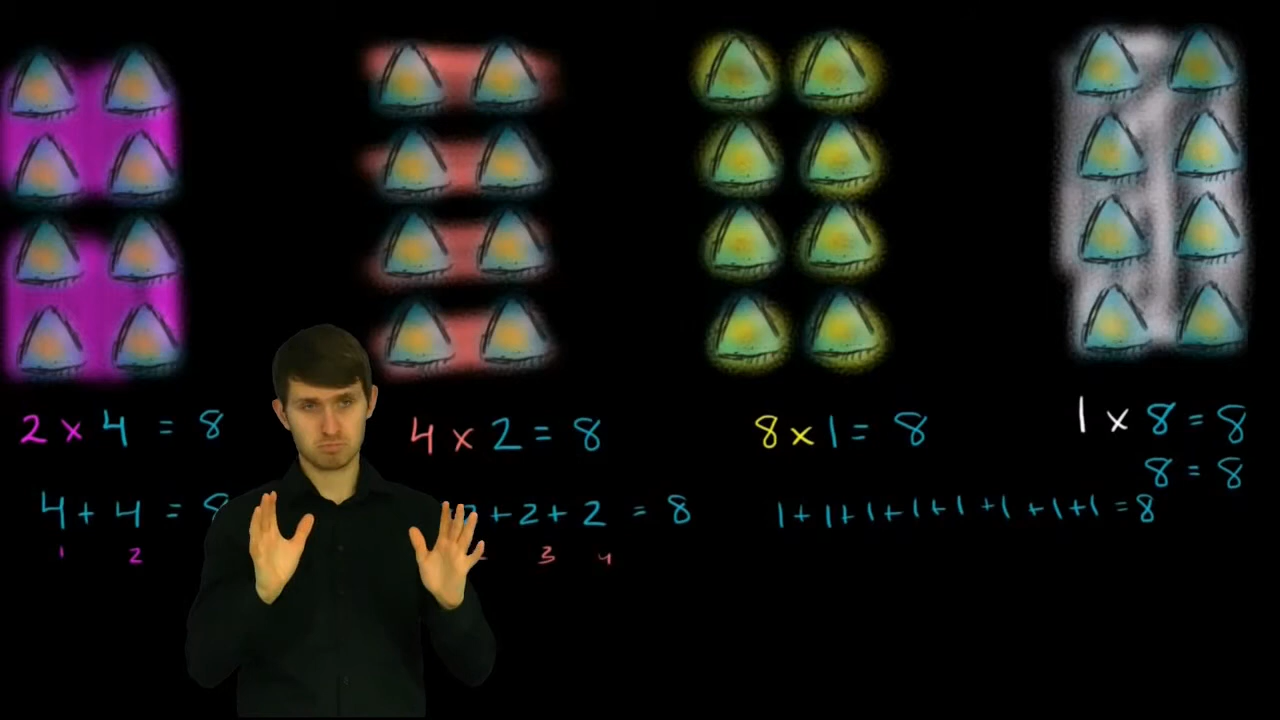 2 x 4 = 8
4 x 2 = 8
8 x 1 = 8
1 x 8 = 8
8 = 8
4 + 4 = 8
+ 2 + 2 = 8
1 + 1 + 1 + 1 + 1 + 1 + 1 + 1 = 8
1 2
3 4